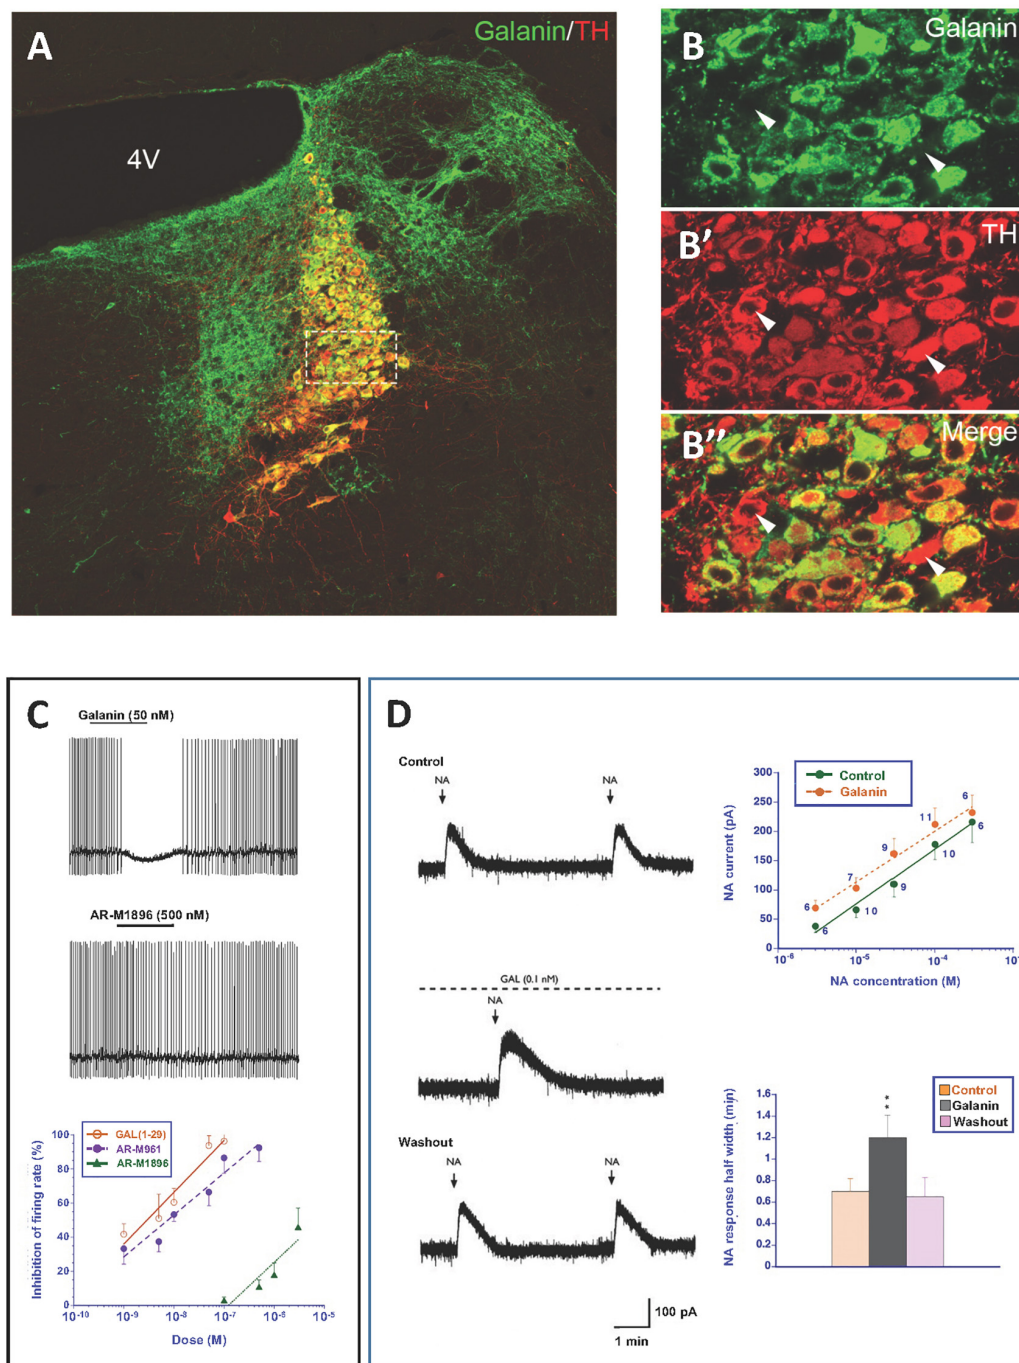 A
Galanin/TH
4V
B
Galanin
B'
TH
B''
Merge
C
Galanin (50 nM)
AR-M1896 (500 nM)
Inhibition of firing rate (%)
100
80
60
40
20
0
GAL(1-29)
AR-M961
AR-M1896
10-10
10-9
10-8
10-7
10-6
10-5
Dose (M)
D
Control
NA
NA
GAL (0.1 nM)
NA
Washout
NA
NA
100 pA
1 min
NA current (pA)
300
250
200
150
100
50
0
Control
Galanin
6
7
9
11
6
6
10
9
10
6
10-6
10-5
10-4
NA concentration (M)
NA response half width (min)
1.6
1.4
1.2
1
0.8
0.6
0.4
0.2
0
**
Control
Galanin
Washout